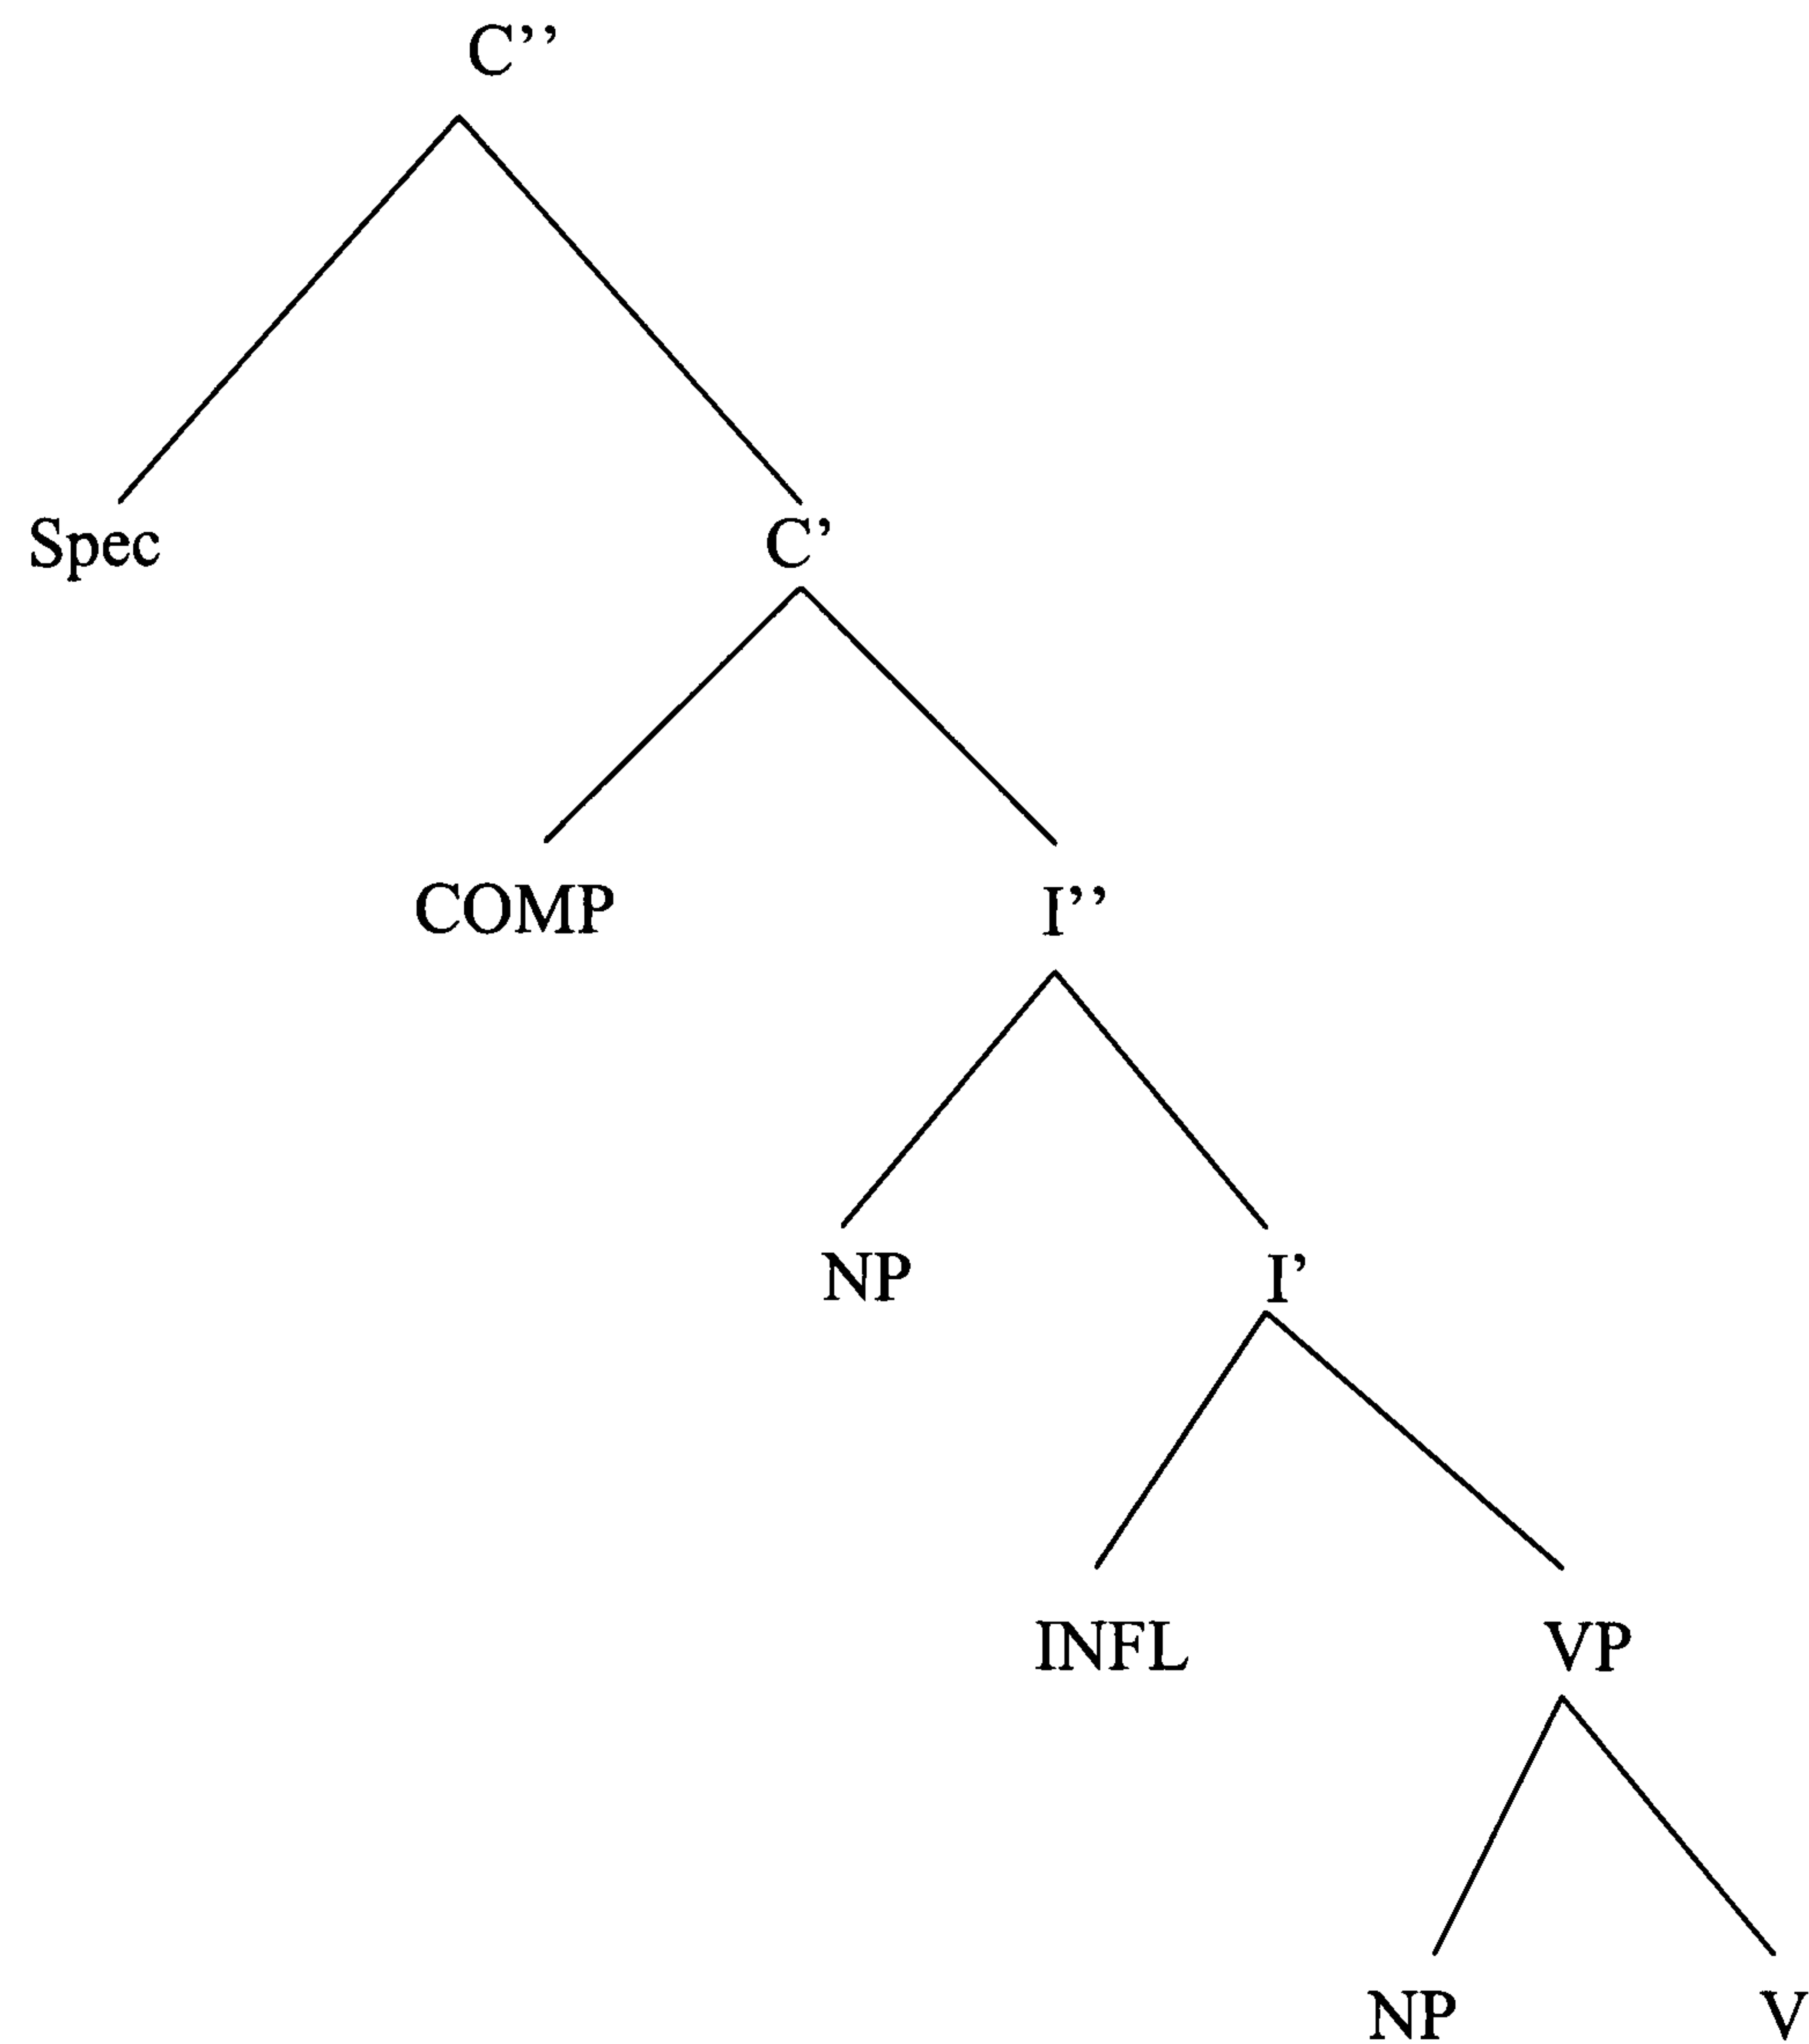 C’’
Spec C’
COMP I’’
NP I’
INFL VP
NP V